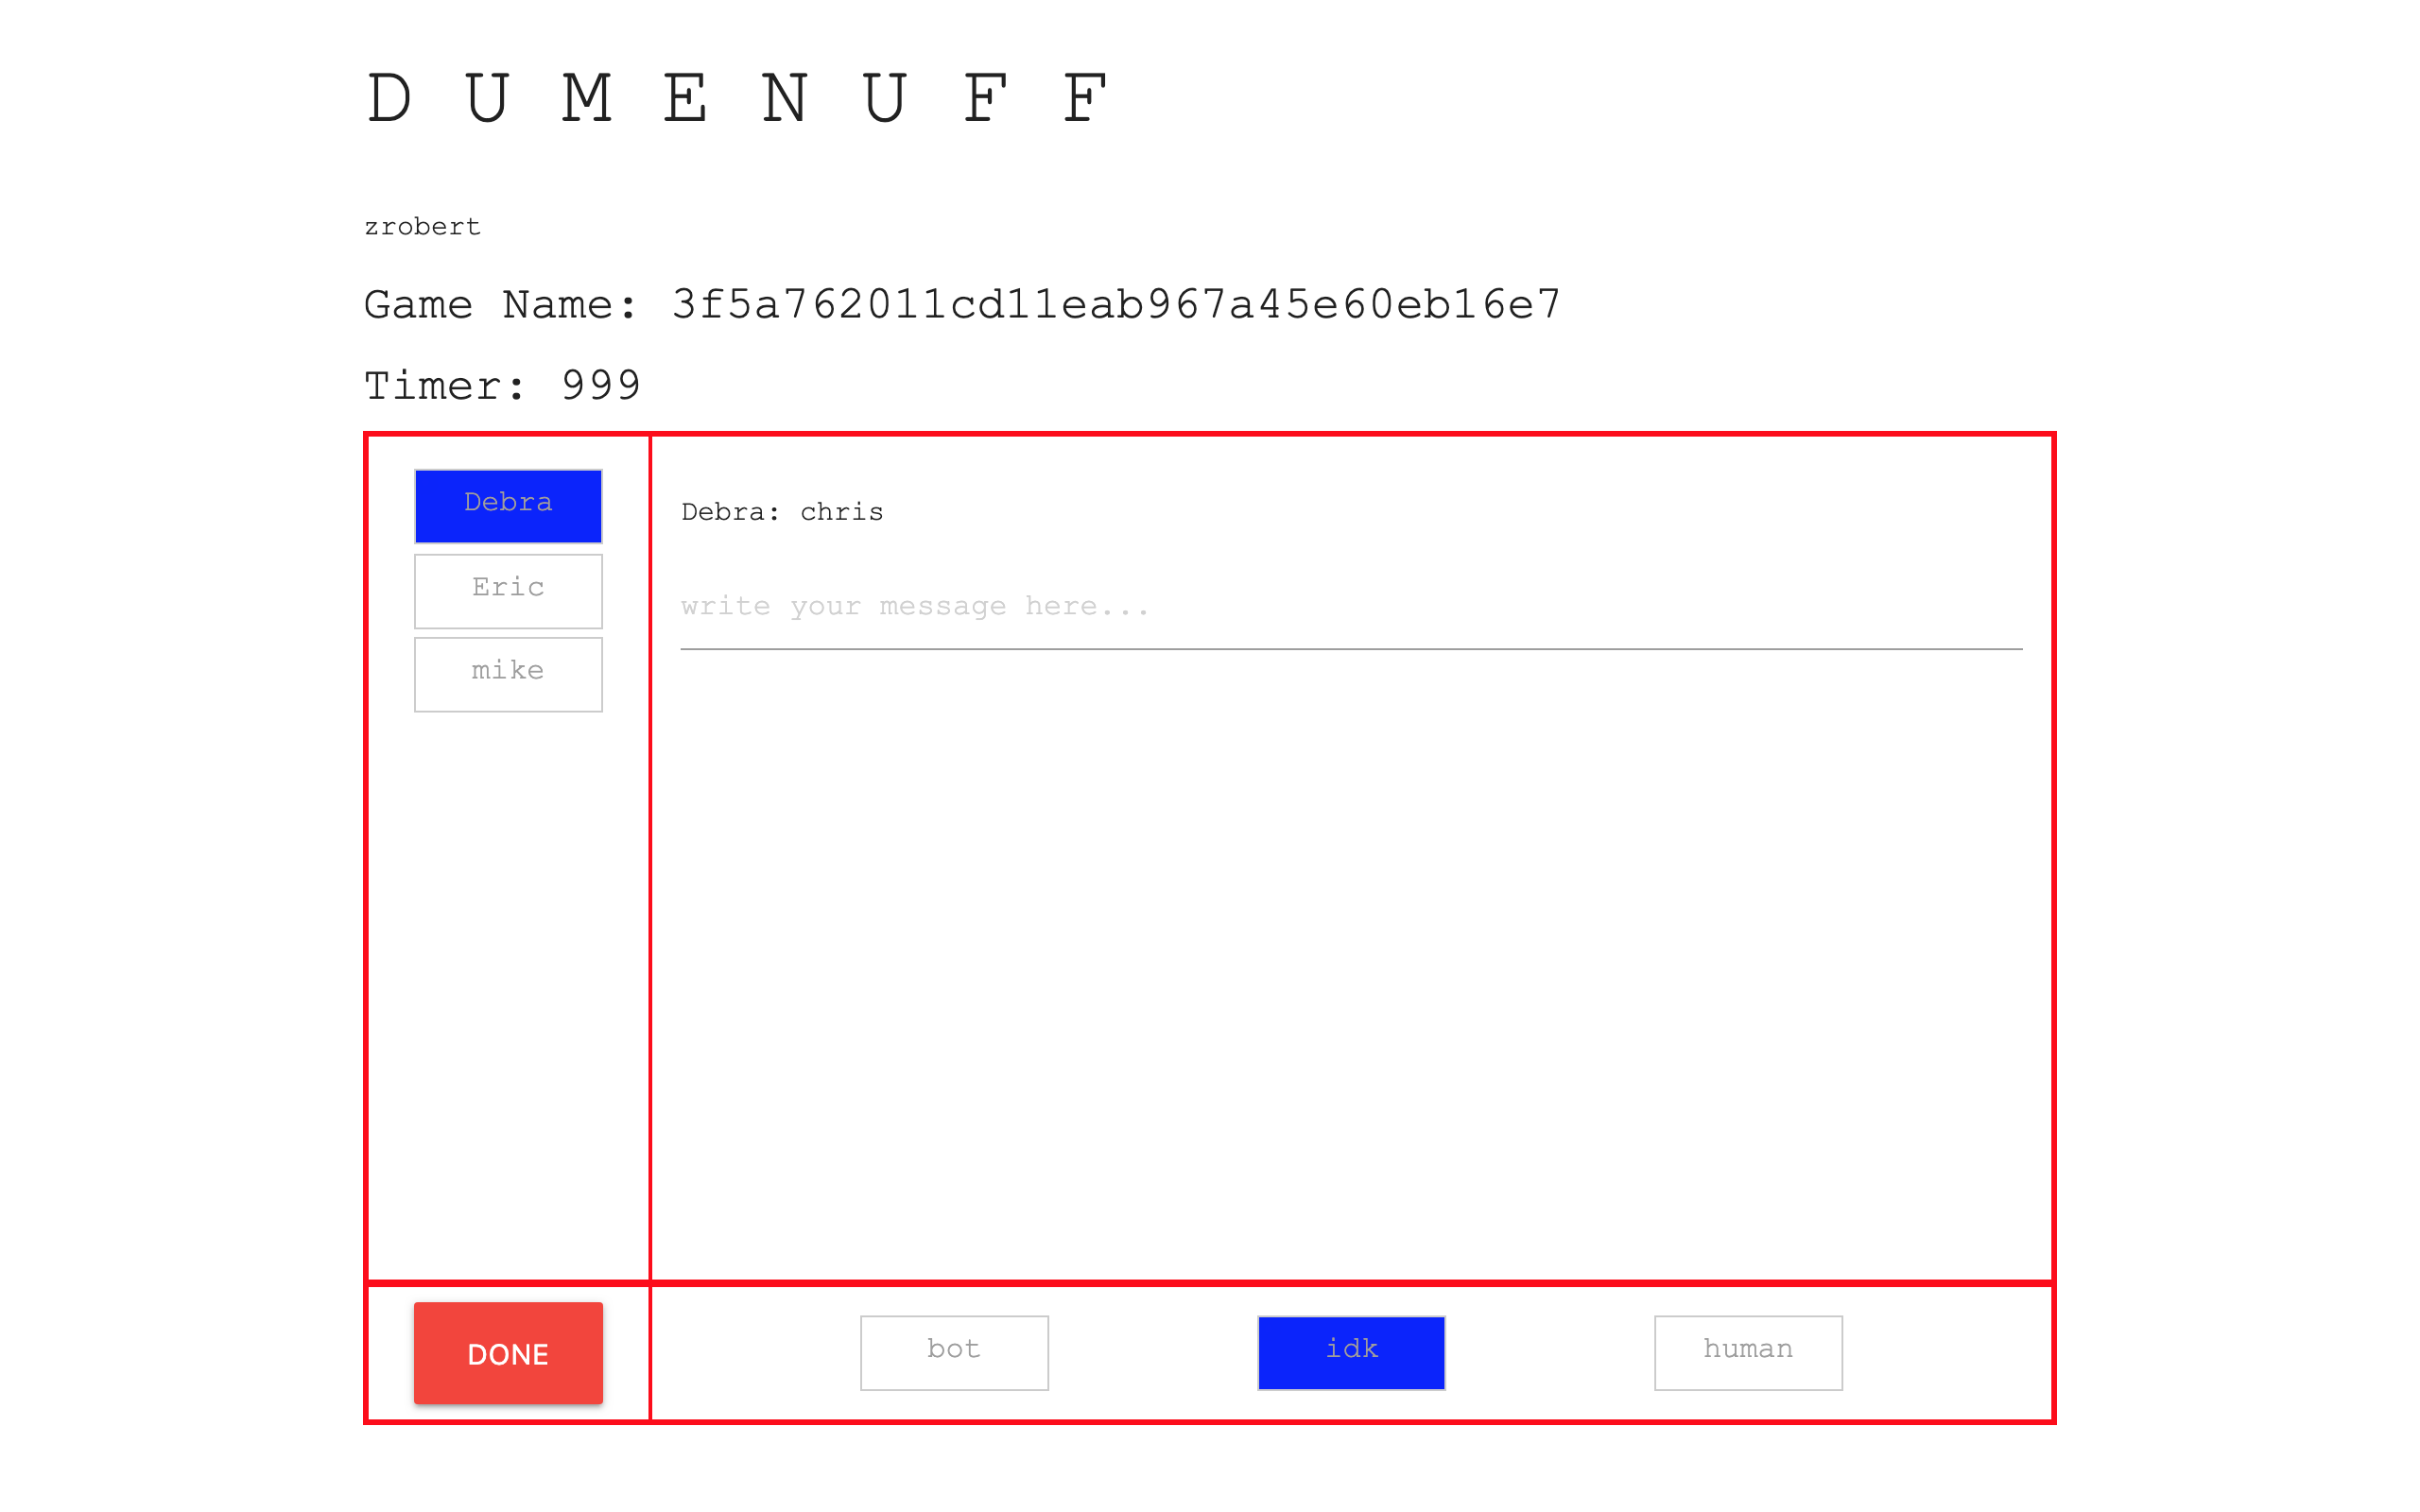 D U M E N U F F
zrobert
Game Name: 3f5a762011cd11eab967a45e60eb16e7
Timer: 999
Debra
Eric
mike
Debra: chris
write your message here...
DONE
bot
idk
human